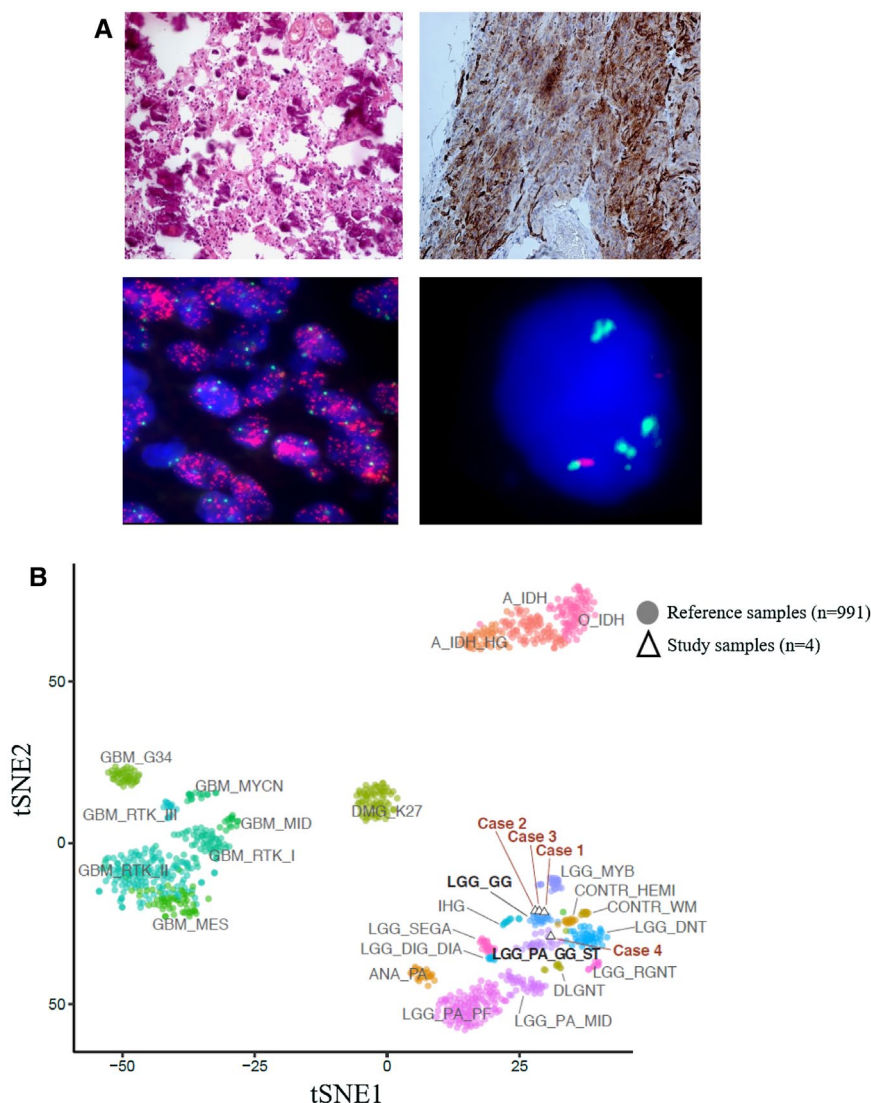 A
B
tSNE2
50
0
50
−50
−25
0
25
tSNE1
A_IDH
O_IDH
A_IDH_HG
Reference samples (n=991)
Study samples (n=4)
GBM_G34
GBM_MYCN
GBM_RTK_III
GBM_MID
DMG_K27
GBM_RTK_I
GBM_RTK_II
GBM_MES
Case 2
Case 3
Case 1
LGG_MYB
LGG_GG
CONTR_HEMI
IHG
CONTR_WM
LGG_SEGA
LGG_DNT
LGG_DIG_DIA
LGG_PA_GG_ST
Case 4
ANA_PA
LGG_RGNT
DLGNT
LGG_PA_PF
LGG_PA_MID